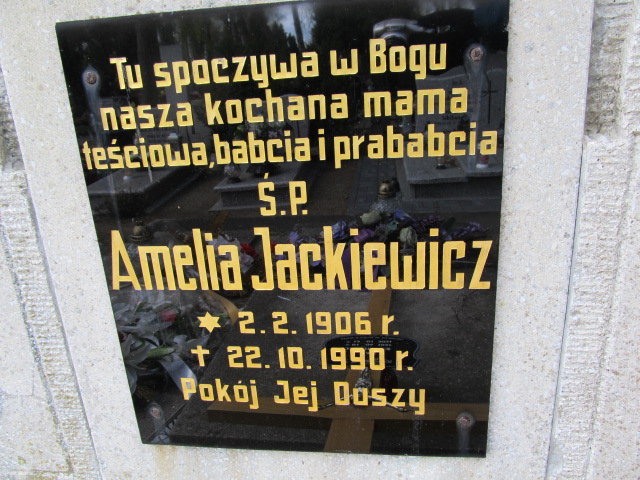 Tu spoczywa w Bogu
nasza kochana mama
teściowa, babcia i prababcia
Ś.P.
Amelia Jackiewicz
✶ 2.2.1906 r.
✝ 22.10.1990 r.
Pokój Jej Duszy